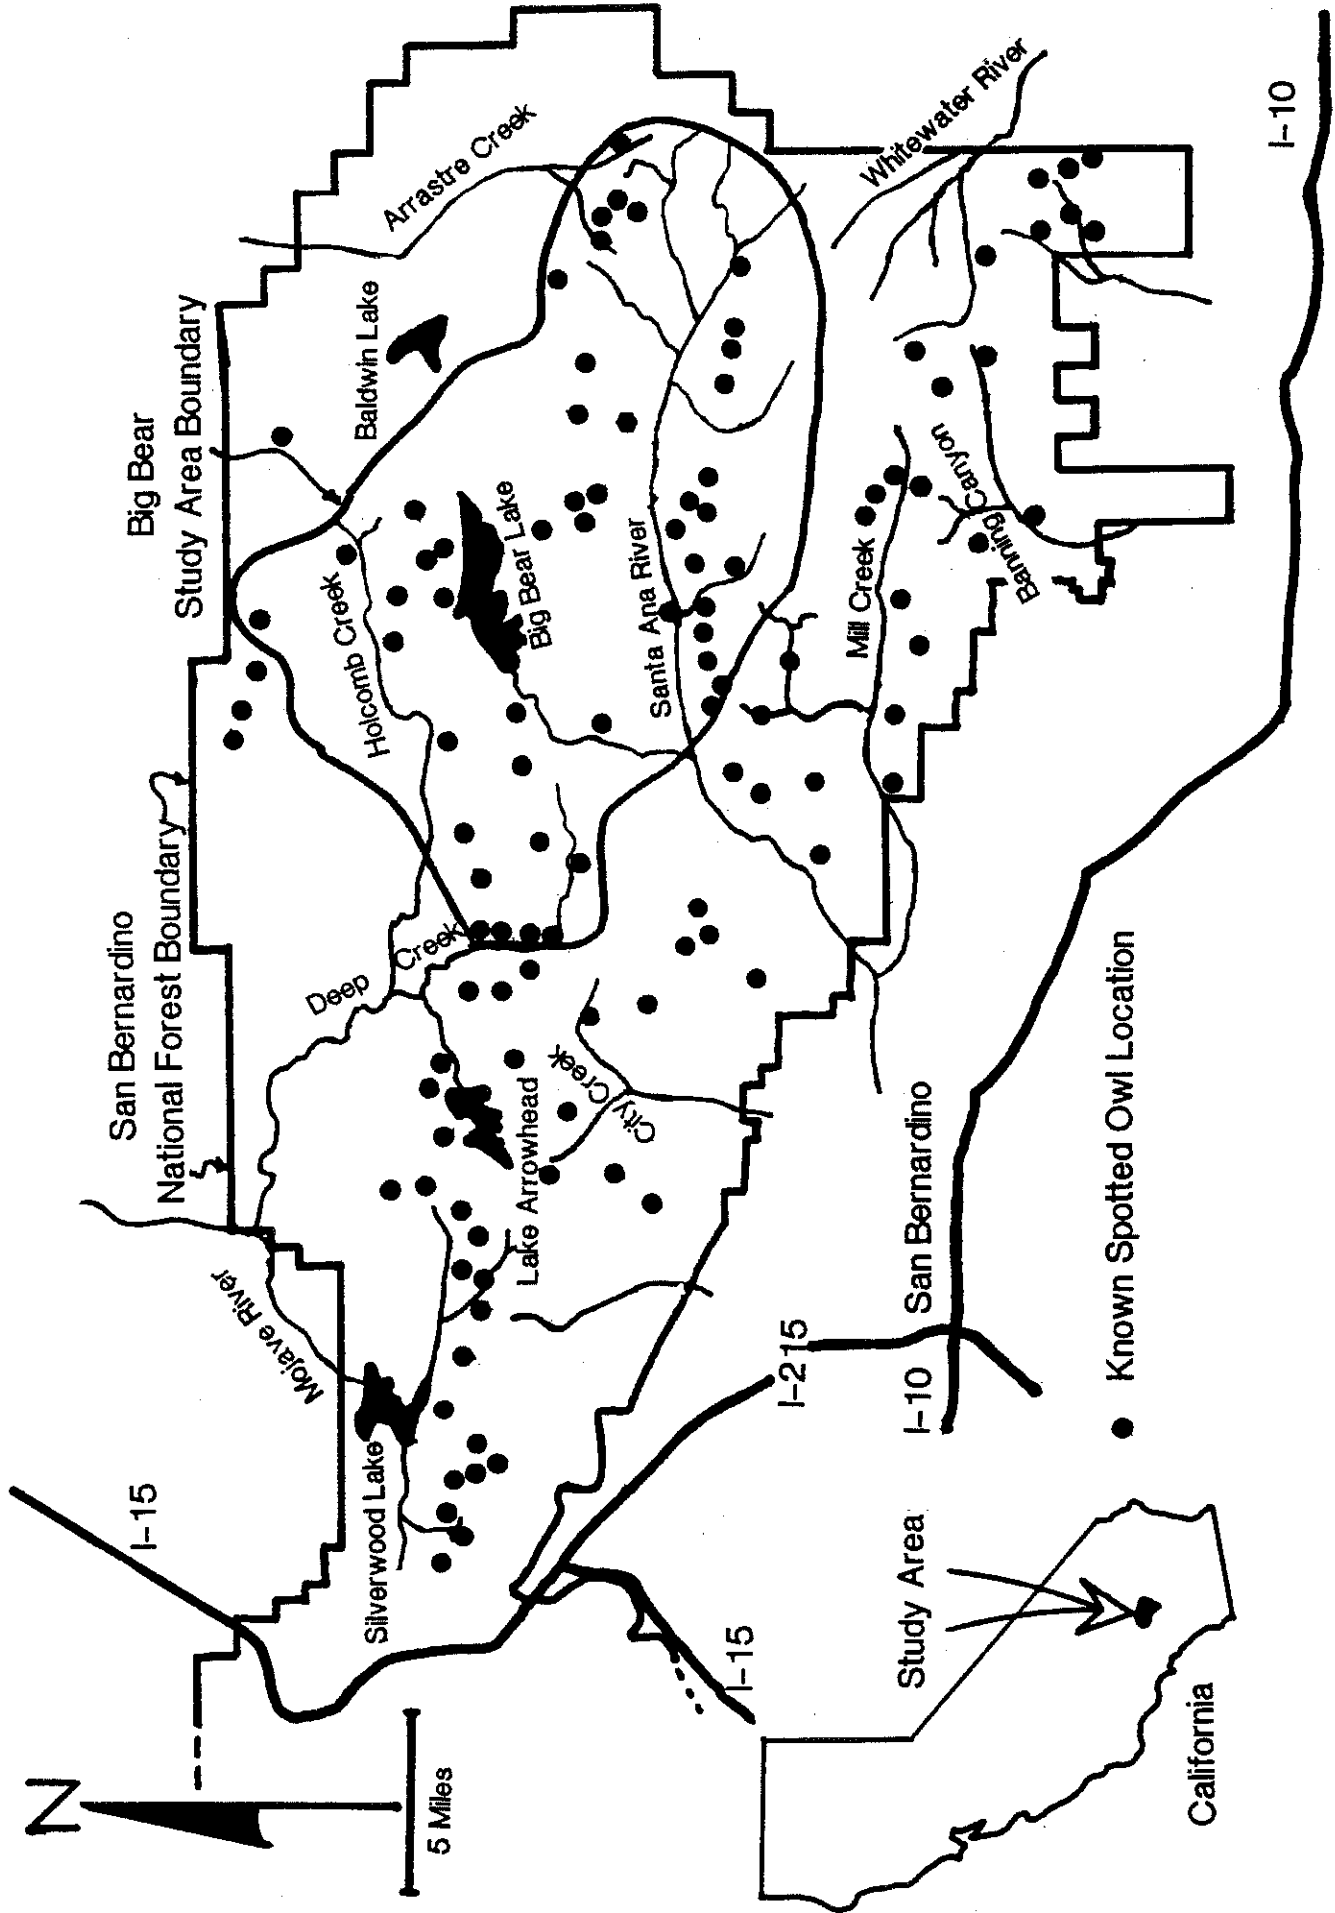 N
5 Miles
I-15
San Bernardino
National Forest Boundary
Big Bear
Study Area Boundary
Mojave River
Silverwood Lake
Deep Creek
Holcomb Creek
Baldwin Lake
Arrastre Creek
Lake Arrowhead
City Creek
Big Bear Lake
Santa Ana River
Mill Creek
Banning Canyon
Whitewater River
I-15
I-215
I-10
San Bernardino
I-10
Study Area
California
Known Spotted Owl Location